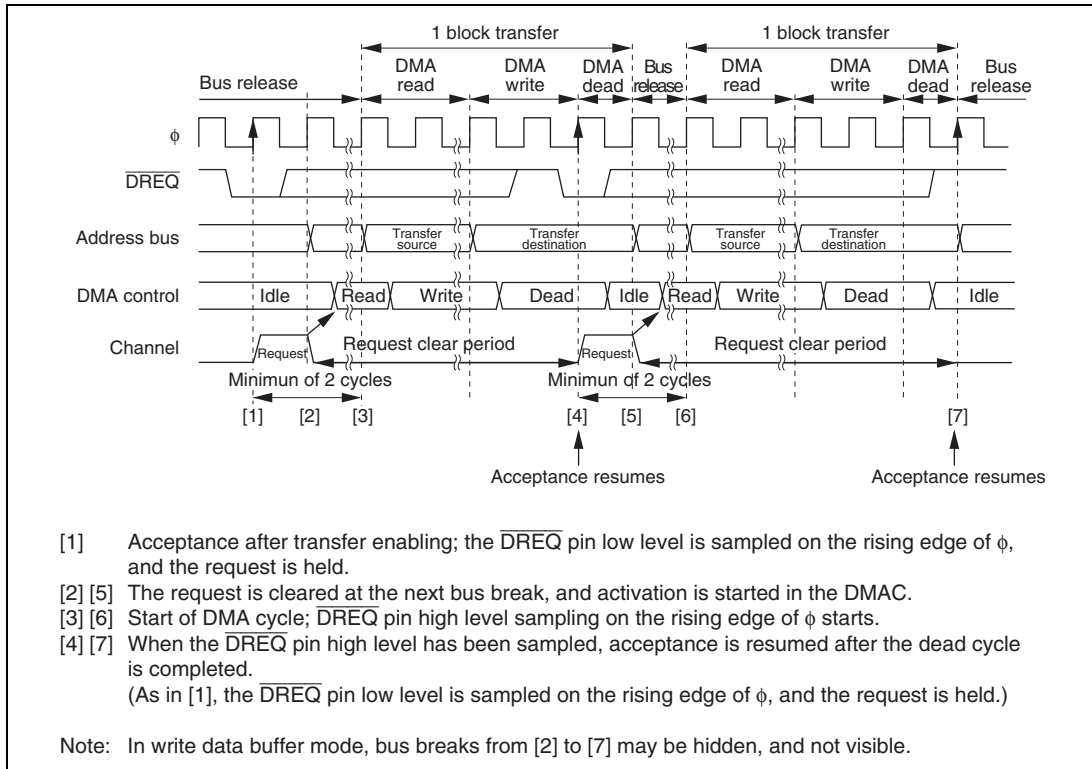 1 block transfer 1 block transfer
Bus release DMA read DMA write DMA dead Bus release DMA read DMA write DMA dead Bus release
ϕ
DREQ
Address bus Transfer source Transfer destination Transfer source Transfer destination
DMA control Idle Read Write Dead Idle Read Write Dead Idle
Channel Request Request clear period Request Request clear period
Minimun of 2 cycles Minimun of 2 cycles
[1] [2] [3] [4] [5] [6] [7]
Acceptance resumes Acceptance resumes
[1] Acceptance after transfer enabling; the DREQ pin low level is sampled on the rising edge of ϕ,
and the request is held.
[2] [5] The request is cleared at the next bus break, and activation is started in the DMAC.
[3] [6] Start of DMA cycle; DREQ pin high level sampling on the rising edge of ϕ starts.
[4] [7] When the DREQ pin high level has been sampled, acceptance is resumed after the dead cycle
is completed.
(As in [1], the DREQ pin low level is sampled on the rising edge of ϕ, and the request is held.)
Note: In write data buffer mode, bus breaks from [2] to [7] may be hidden, and not visible.